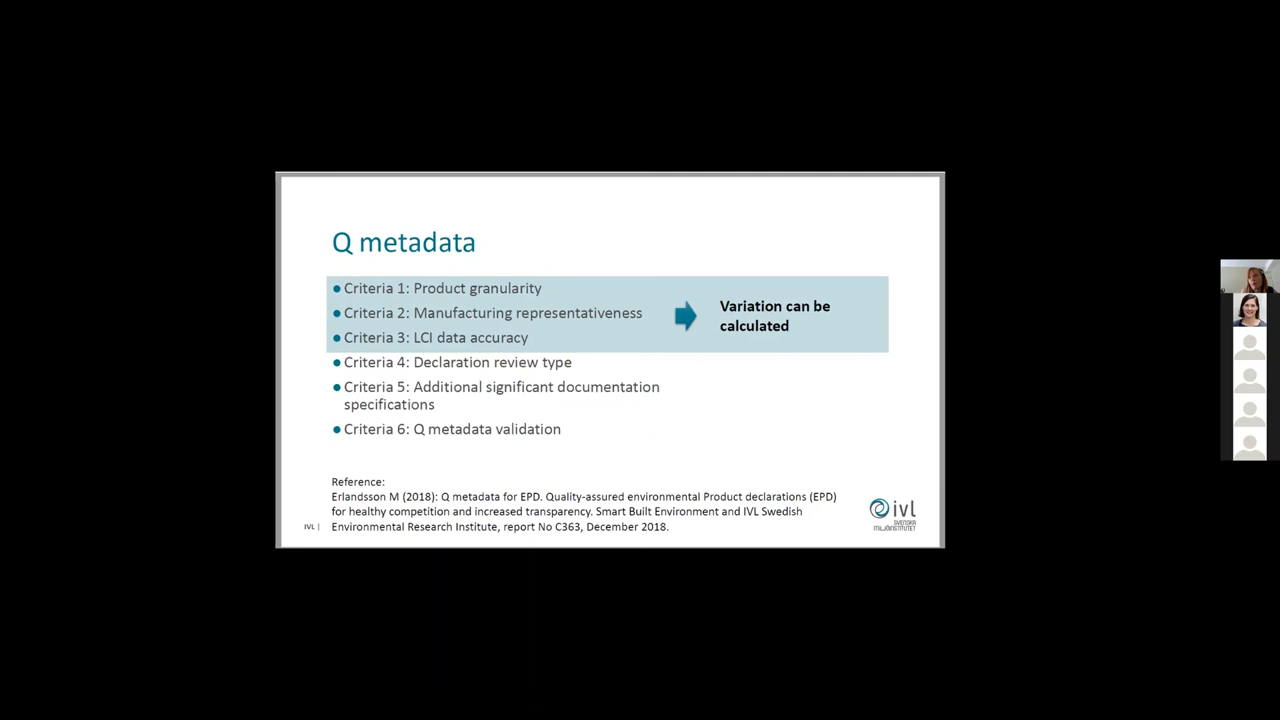 Q metadata
● Criteria 1: Product granularity
● Criteria 2: Manufacturing representativeness
● Criteria 3: LCI data accuracy
Variation can be
calculated
● Criteria 4: Declaration review type
● Criteria 5: Additional significant documentation
specifications
● Criteria 6: Q metadata validation
Reference:
Erlandsson M (2018): Q metadata for EPD. Quality-assured environmental Product declarations (EPD)
for healthy competition and increased transparency. Smart Built Environment and IVL Swedish
Environmental Research Institute, report No C363, December 2018.
IVL |
ivl
SVENSKA
MILJÖINSTITUTET